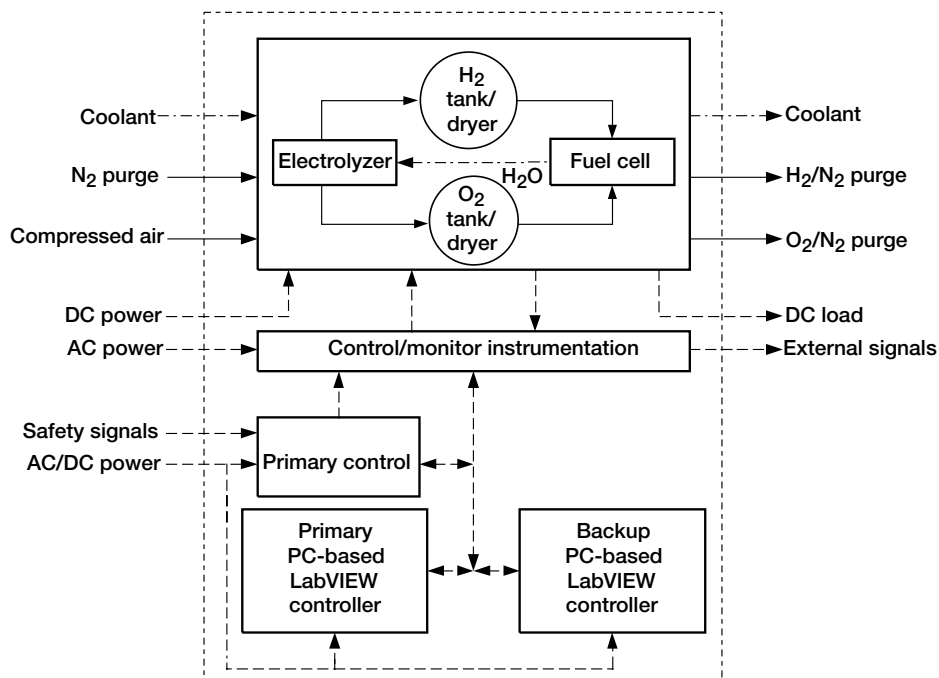 H2
tank/
dryer
Coolant
Coolant
Electrolyzer
Fuel cell
N2 purge
H2O
H2/N2 purge
O2
tank/
dryer
Compressed air
O2/N2 purge
DC power
DC load
AC power
Control/monitor instrumentation
External signals
Safety signals
AC/DC power
Primary control
Primary
PC-based
LabVIEW
controller
Backup
PC-based
LabVIEW
controller